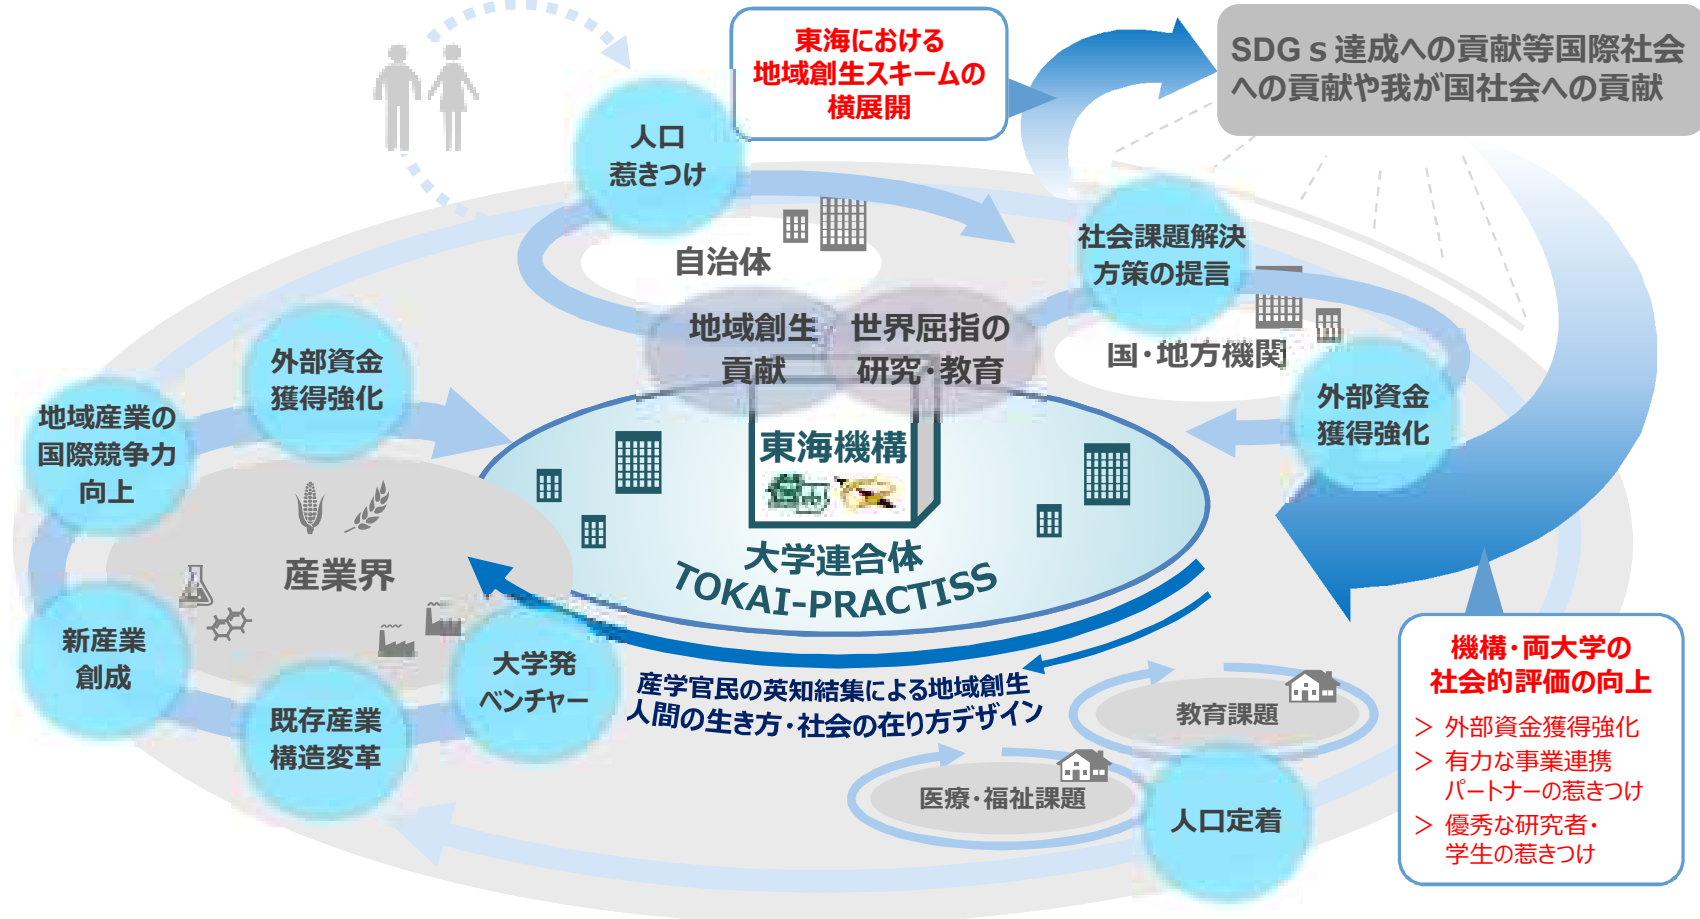 東海における
地域創生スキームの
横展開
SDGｓ達成への貢献等国際社会
への貢献や我が国社会への貢献
人口
惹きつけ
自治体
社会課題解決
方策の提言
国・地方機関
地域創生
貢献
世界屈指の
研究・教育
外部資金
獲得強化
外部資金
獲得強化
地域産業の
国際競争力
向上
東海機構
大学連合体
TOKAI-PRACTISS
産業界
新産業
創成
既存産業
構造変革
大学発
ベンチャー
産学官民の英知結集による地域創生
人間の生き方・社会の在り方デザイン
教育課題
医療・福祉課題
人口定着
機構・両大学の
社会的評価の向上
＞ 外部資金獲得強化
＞ 有力な事業連携
パートナーの惹きつけ
＞ 優秀な研究者・
学生の惹きつけ